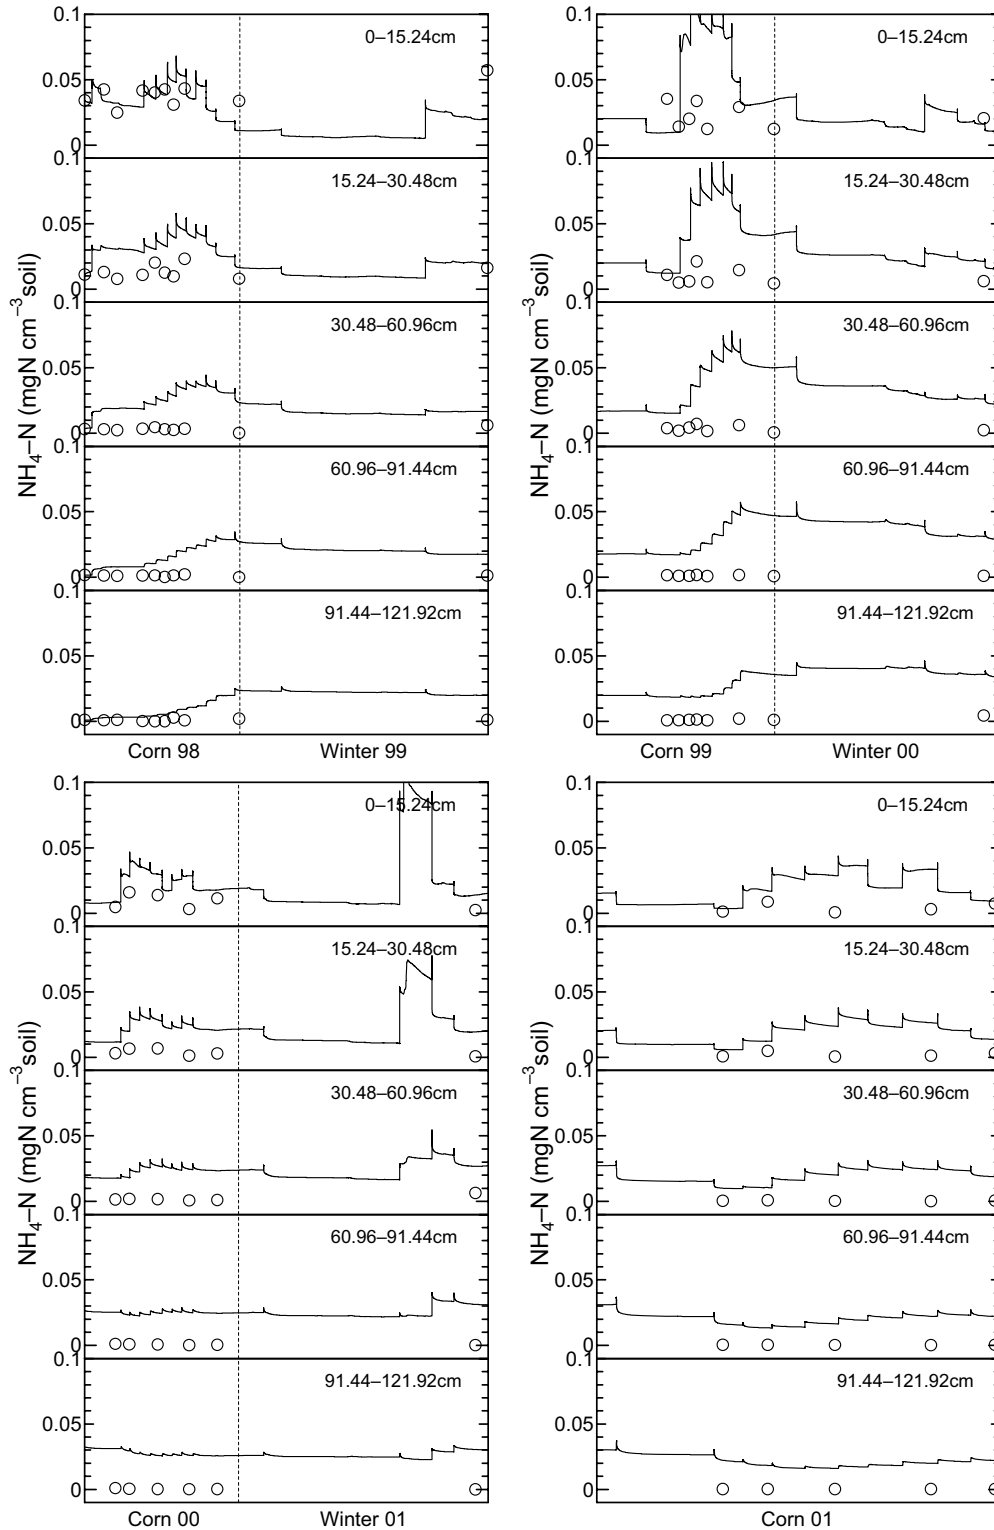 0.1
0–15.24cm
0.05
0
0.1
15.24–30.48cm
0.05
0
0.1
30.48–60.96cm
0.05
0
0.1
60.96–91.44cm
0.05
0
0.1
91.44–121.92cm
0.05
0
NH₄–N (mgN cm⁻³soil)
Corn 98 Winter 99
0.1
0–15.24cm
0.05
0
0.1
15.24–30.48cm
0.05
0
0.1
30.48–60.96cm
0.05
0
0.1
60.96–91.44cm
0.05
0
0.1
91.44–121.92cm
0.05
0
NH₄–N (mgN cm⁻³soil)
Corn 99 Winter 00
0.1
0–15.24cm
0.05
0
0.1
15.24–30.48cm
0.05
0
0.1
30.48–60.96cm
0.05
0
0.1
60.96–91.44cm
0.05
0
0.1
91.44–121.92cm
0.05
0
NH₄–N (mgN cm⁻³soil)
Corn 00 Winter 01
0.1
0–15.24cm
0.05
0
0.1
15.24–30.48cm
0.05
0
0.1
30.48–60.96cm
0.05
0
0.1
60.96–91.44cm
0.05
0
0.1
91.44–121.92cm
0.05
0
NH₄–N (mgN cm⁻³soil)
Corn 01